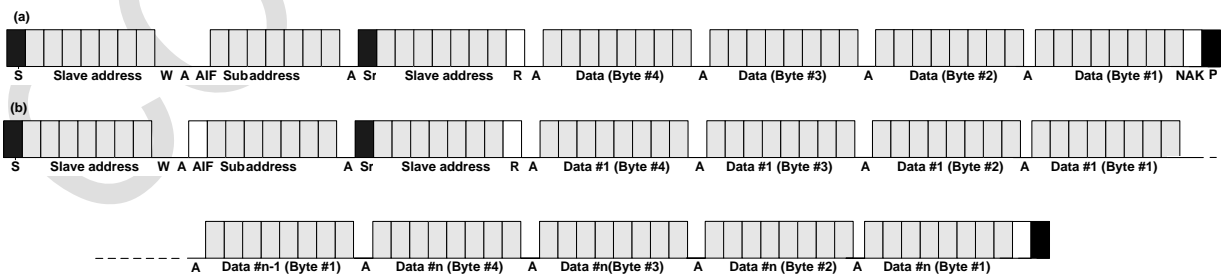 (a)
S Slave address W A AIF Subaddress A Sr Slave address R A Data (Byte #4) A Data (Byte #3) A Data (Byte #2) A Data (Byte #1) NAK P
(b)
S Slave address W A AIF Subaddress A Sr Slave address R A Data #1 (Byte #4) A Data #1 (Byte #3) A Data #1 (Byte #2) A Data #1 (Byte #1)
A Data #n-1 (Byte #1) A Data #n (Byte #4) A Data #n(Byte #3) A Data #n (Byte #2) A Data #n (Byte #1)